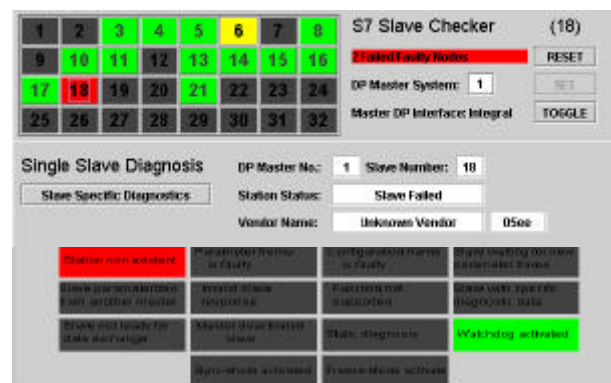 1 2 3 4 5 6 7 8
9 10 11 12 13 14 15 16
17 18 19 20 21 22 23 24
25 26 27 28 29 30 31 32
S7 Slave Checker (18)
2 Failed/Faulty Nodes RESET
DP Master System: 1 SET
Master DP Interface: Integral TOGGLE
Single Slave Diagnosis
DP Master No.: 1 Slave Number: 18
Slave Specific Diagnostics
Station Status: Slave Failed
Vendor Name: Unknown Vendor 05ee
Station non existent
Parameter frame
is faulty
Configuration frame
is faulty
Slave waiting for new
parameter frame
Slave parameterized
from another master
Invalid slave
response
Function not
supported
Slave with specific
diagnostic data
Slave not ready for
data exchange
Master deactivated
slave
Static diagnosis
Watchdog activated
Sync-Mode activated
Freeze-Mode activate